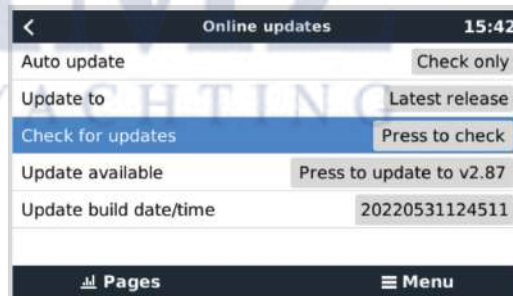 Online updates 15:42
Auto update Check only
Update to Latest release
Check for updates Press to check
Update available Press to update to v2.87
Update build date/time 20220531124511
Pages Menu
YACHTING